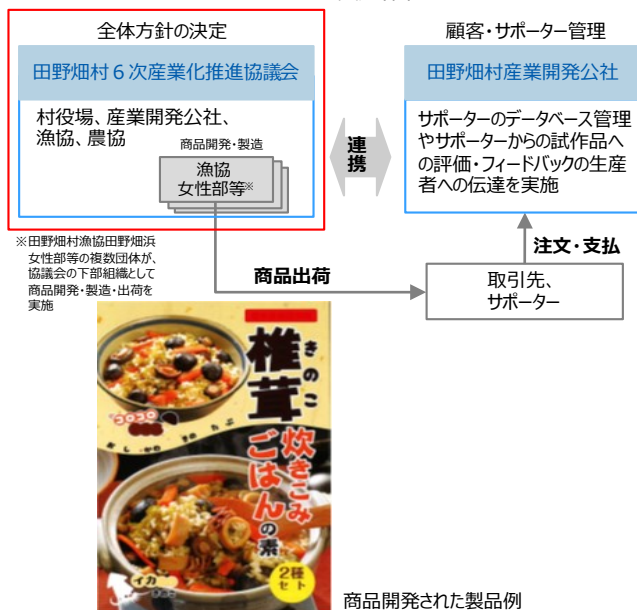 全体方針の決定
田野畑村６次産業化推進協議会
村役場、産業開発公社、
漁協、農協
商品開発・製造
漁協
女性部等※
※田野畑村漁協田野畑浜
女性部等の複数団体が、
協議会の下部組織として
商品開発・製造・出荷を
実施
連携
顧客・サポーター管理
田野畑村産業開発公社
サポーターのデータベース管理
やサポーターからの試作品へ
の評価・フィードバックの生産
者への伝達を実施
注文・支払
商品出荷
取引先、
サポーター
きのこ
椎茸
炊きこみ
ごはんの素
コロコロ
イカ
2種
セット
商品開発された製品例